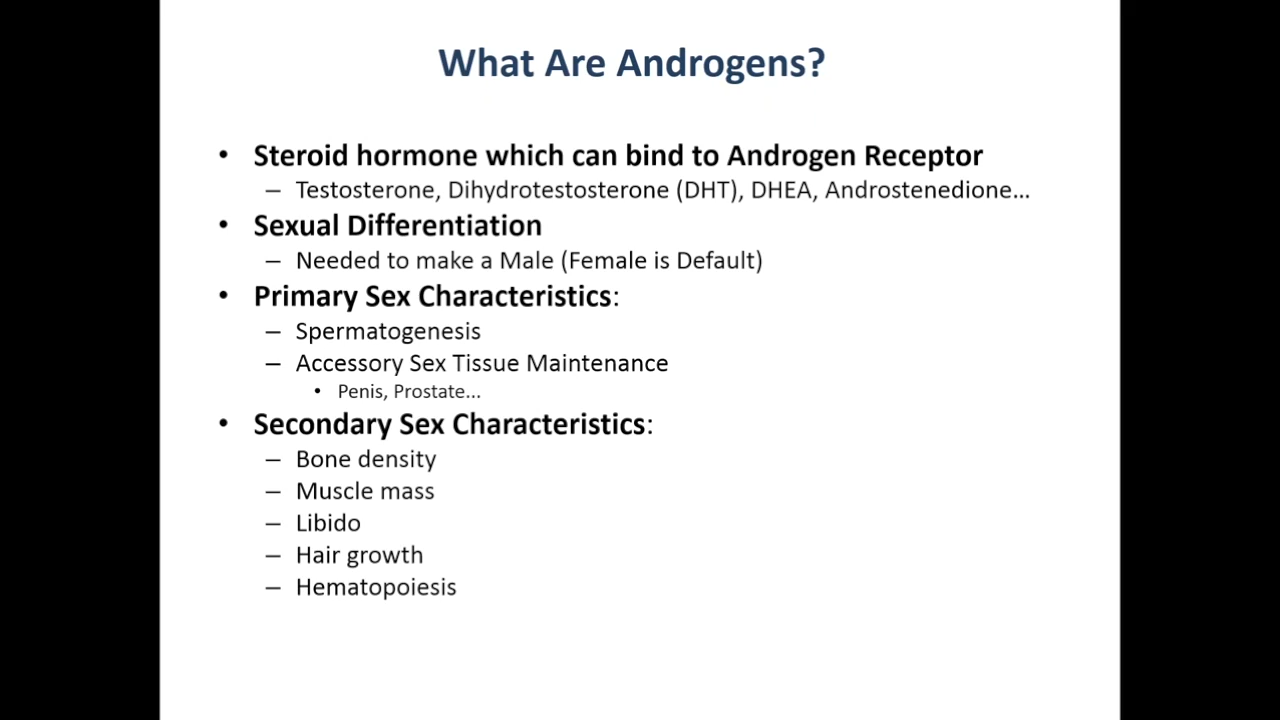 What Are Androgens?
• Steroid hormone which can bind to Androgen Receptor
– Testosterone, Dihydrotestosterone (DHT), DHEA, Androstenedione...
• Sexual Differentiation
– Needed to make a Male (Female is Default)
• Primary Sex Characteristics:
– Spermatogenesis
– Accessory Sex Tissue Maintenance
• Penis, Prostate...
• Secondary Sex Characteristics:
– Bone density
– Muscle mass
– Libido
– Hair growth
– Hematopoiesis